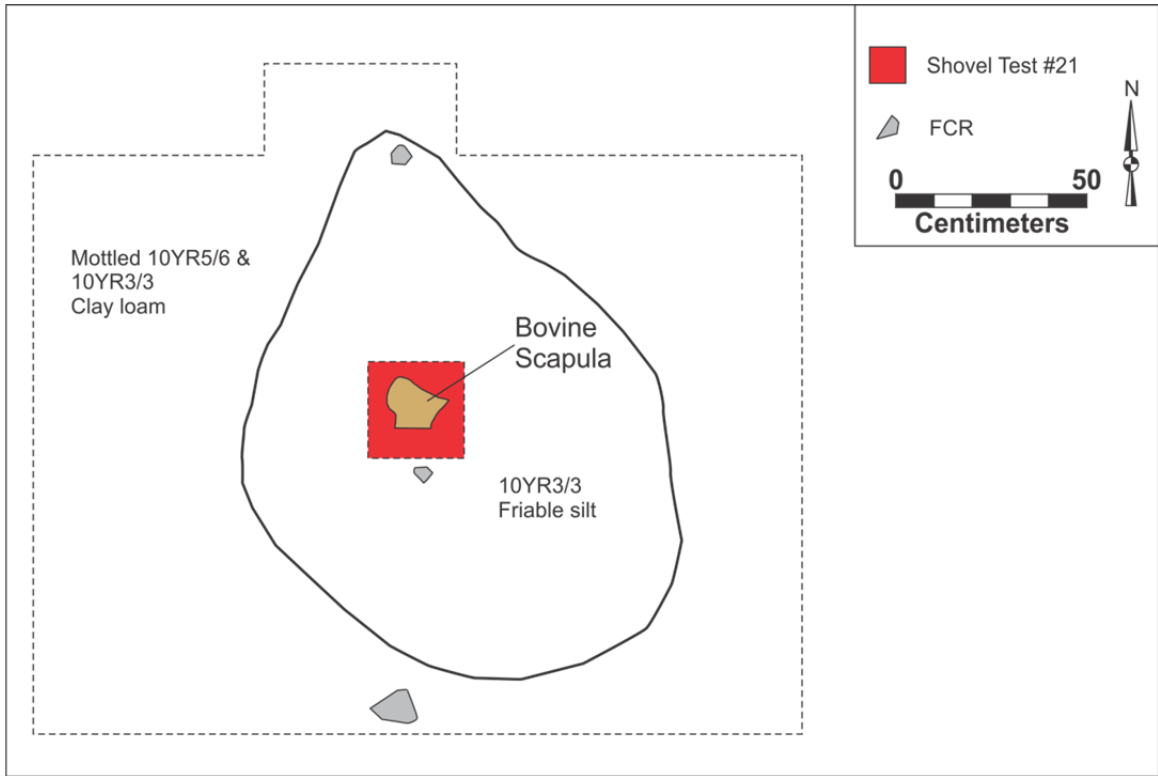 Shovel Test #21
FCR
N
0 50
Centimeters
Mottled 10YR5/6 &
10YR3/3
Clay loam
Bovine
Scapula
10YR3/3
Friable silt